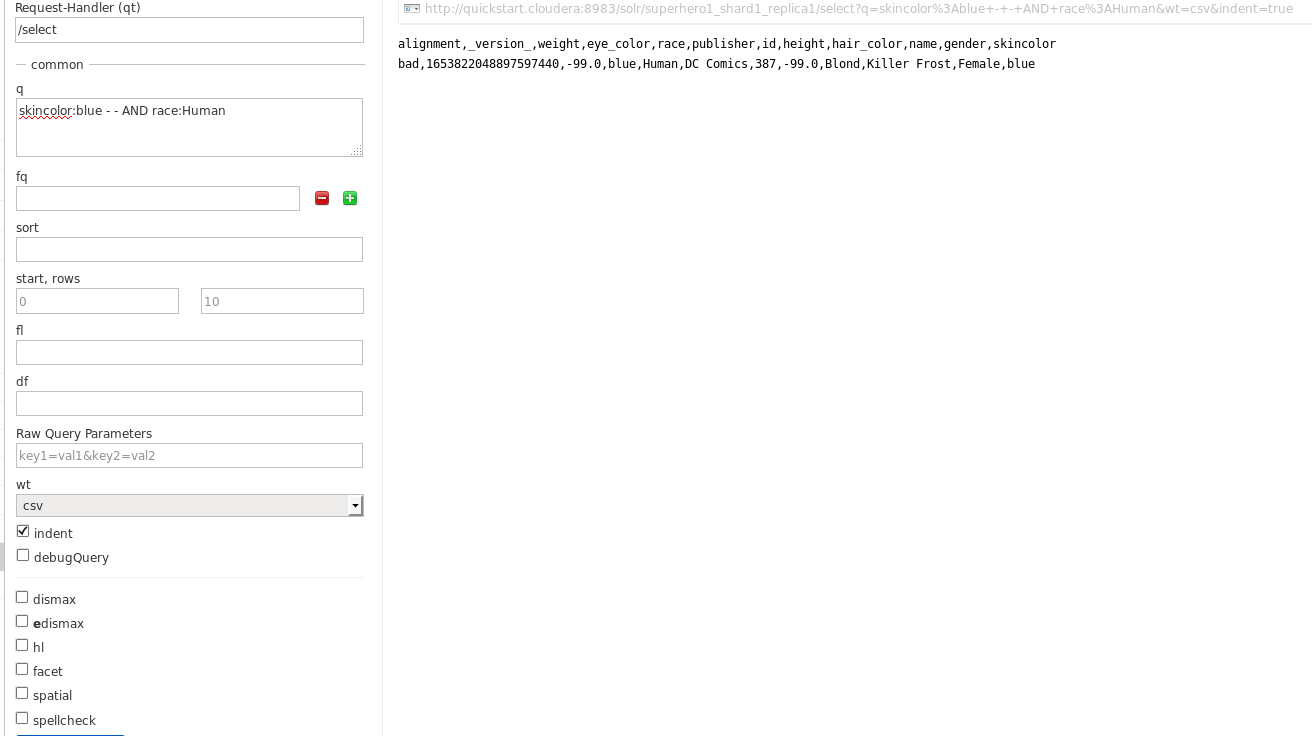 Request-Handler (qt)
/select
common
q
skincolor:blue - - AND race:Human
fq
sort
start, rows
0 10
fl
df
Raw Query Parameters
key1=val1&key2=val2
wt
csv
indent
debugQuery
dismax
edismax
hl
facet
spatial
spellcheck
http://quickstart.cloudera:8983/solr/superhero1_shard1_replica1/select?q=skincolor%3Ablue+-+-+AND+race%3AHuman&wt=csv&indent=true
alignment,_version_,weight,eye_color,race,publisher,id,height,hair_color,name,gender,skincolor
bad,1653822048897597440,-99.0,blue,Human,DC Comics,387,-99.0,Blond,Killer Frost,Female,blue